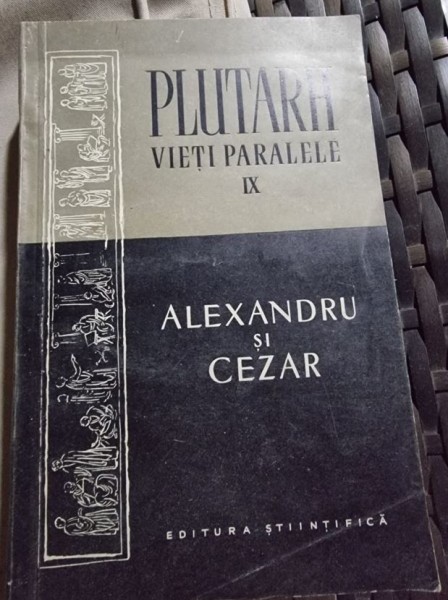 PLUTARH
VIEȚI PARALELE
IX
ALEXANDRU
ȘI
CEZAR
EDITURA ȘTIINȚIFICĂ